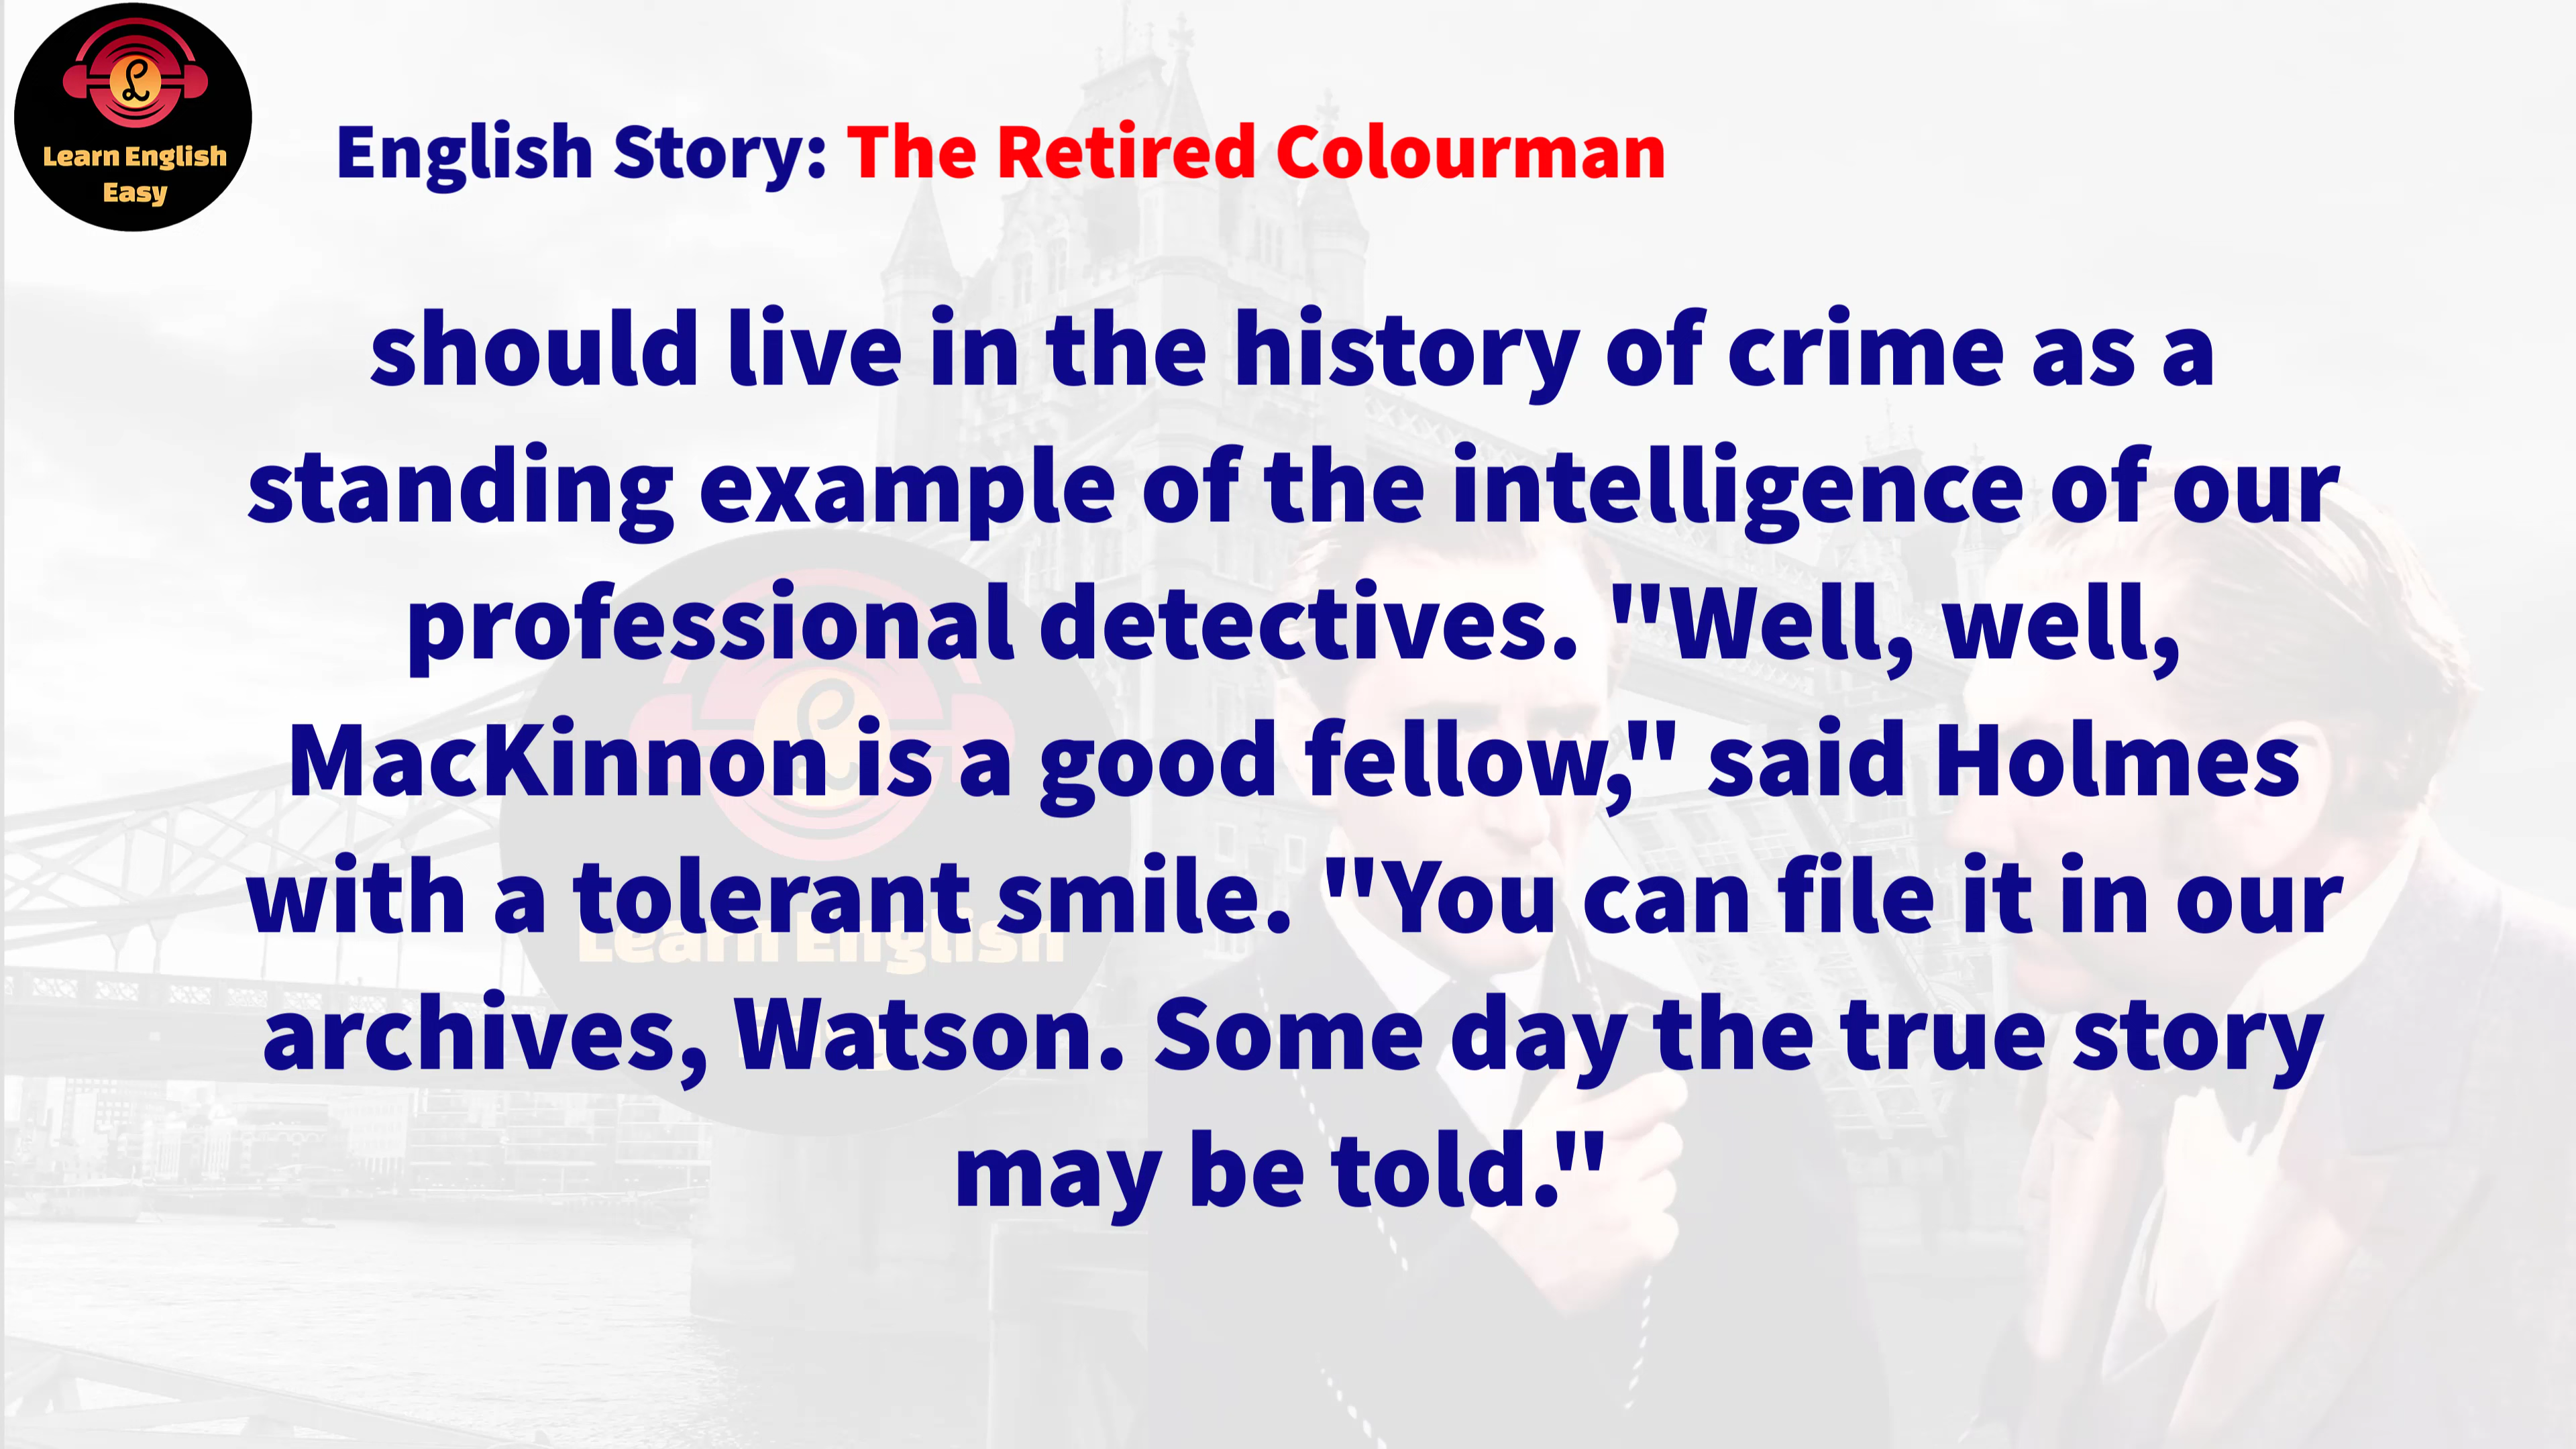 Learn English
Easy
English Story: The Retired Colourman
should live in the history of crime as a
standing example of the intelligence of our
professional detectives. "Well, well,
MacKinnon is a good fellow," said Holmes
with a tolerant smile. "You can file it in our
archives, Watson. Some day the true story
may be told."
Learn English